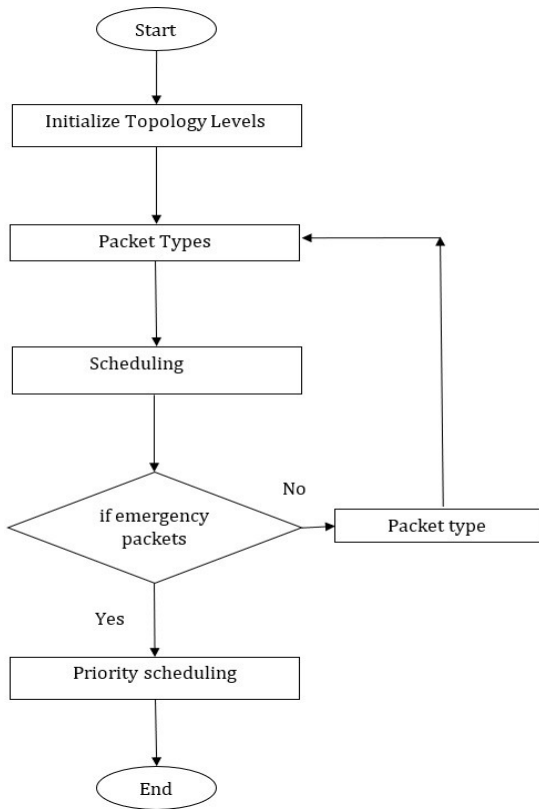 Start
Initialize Topology Levels
Packet Types
Scheduling
No
if emergency
packets
Packet type
Yes
Priority scheduling
End